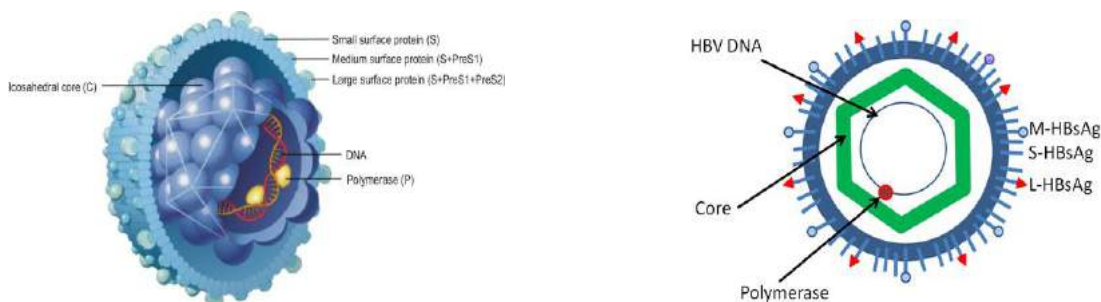 Small surface protein (S)
Medium surface protein (S+PreS1)
Large surface protein (S+PreS1+PreS2)
Icosahedral core (C)
DNA
Polymerase (P)
HBV DNA
M-HBsAg
S-HBsAg
L-HBsAg
Core
Polymerase